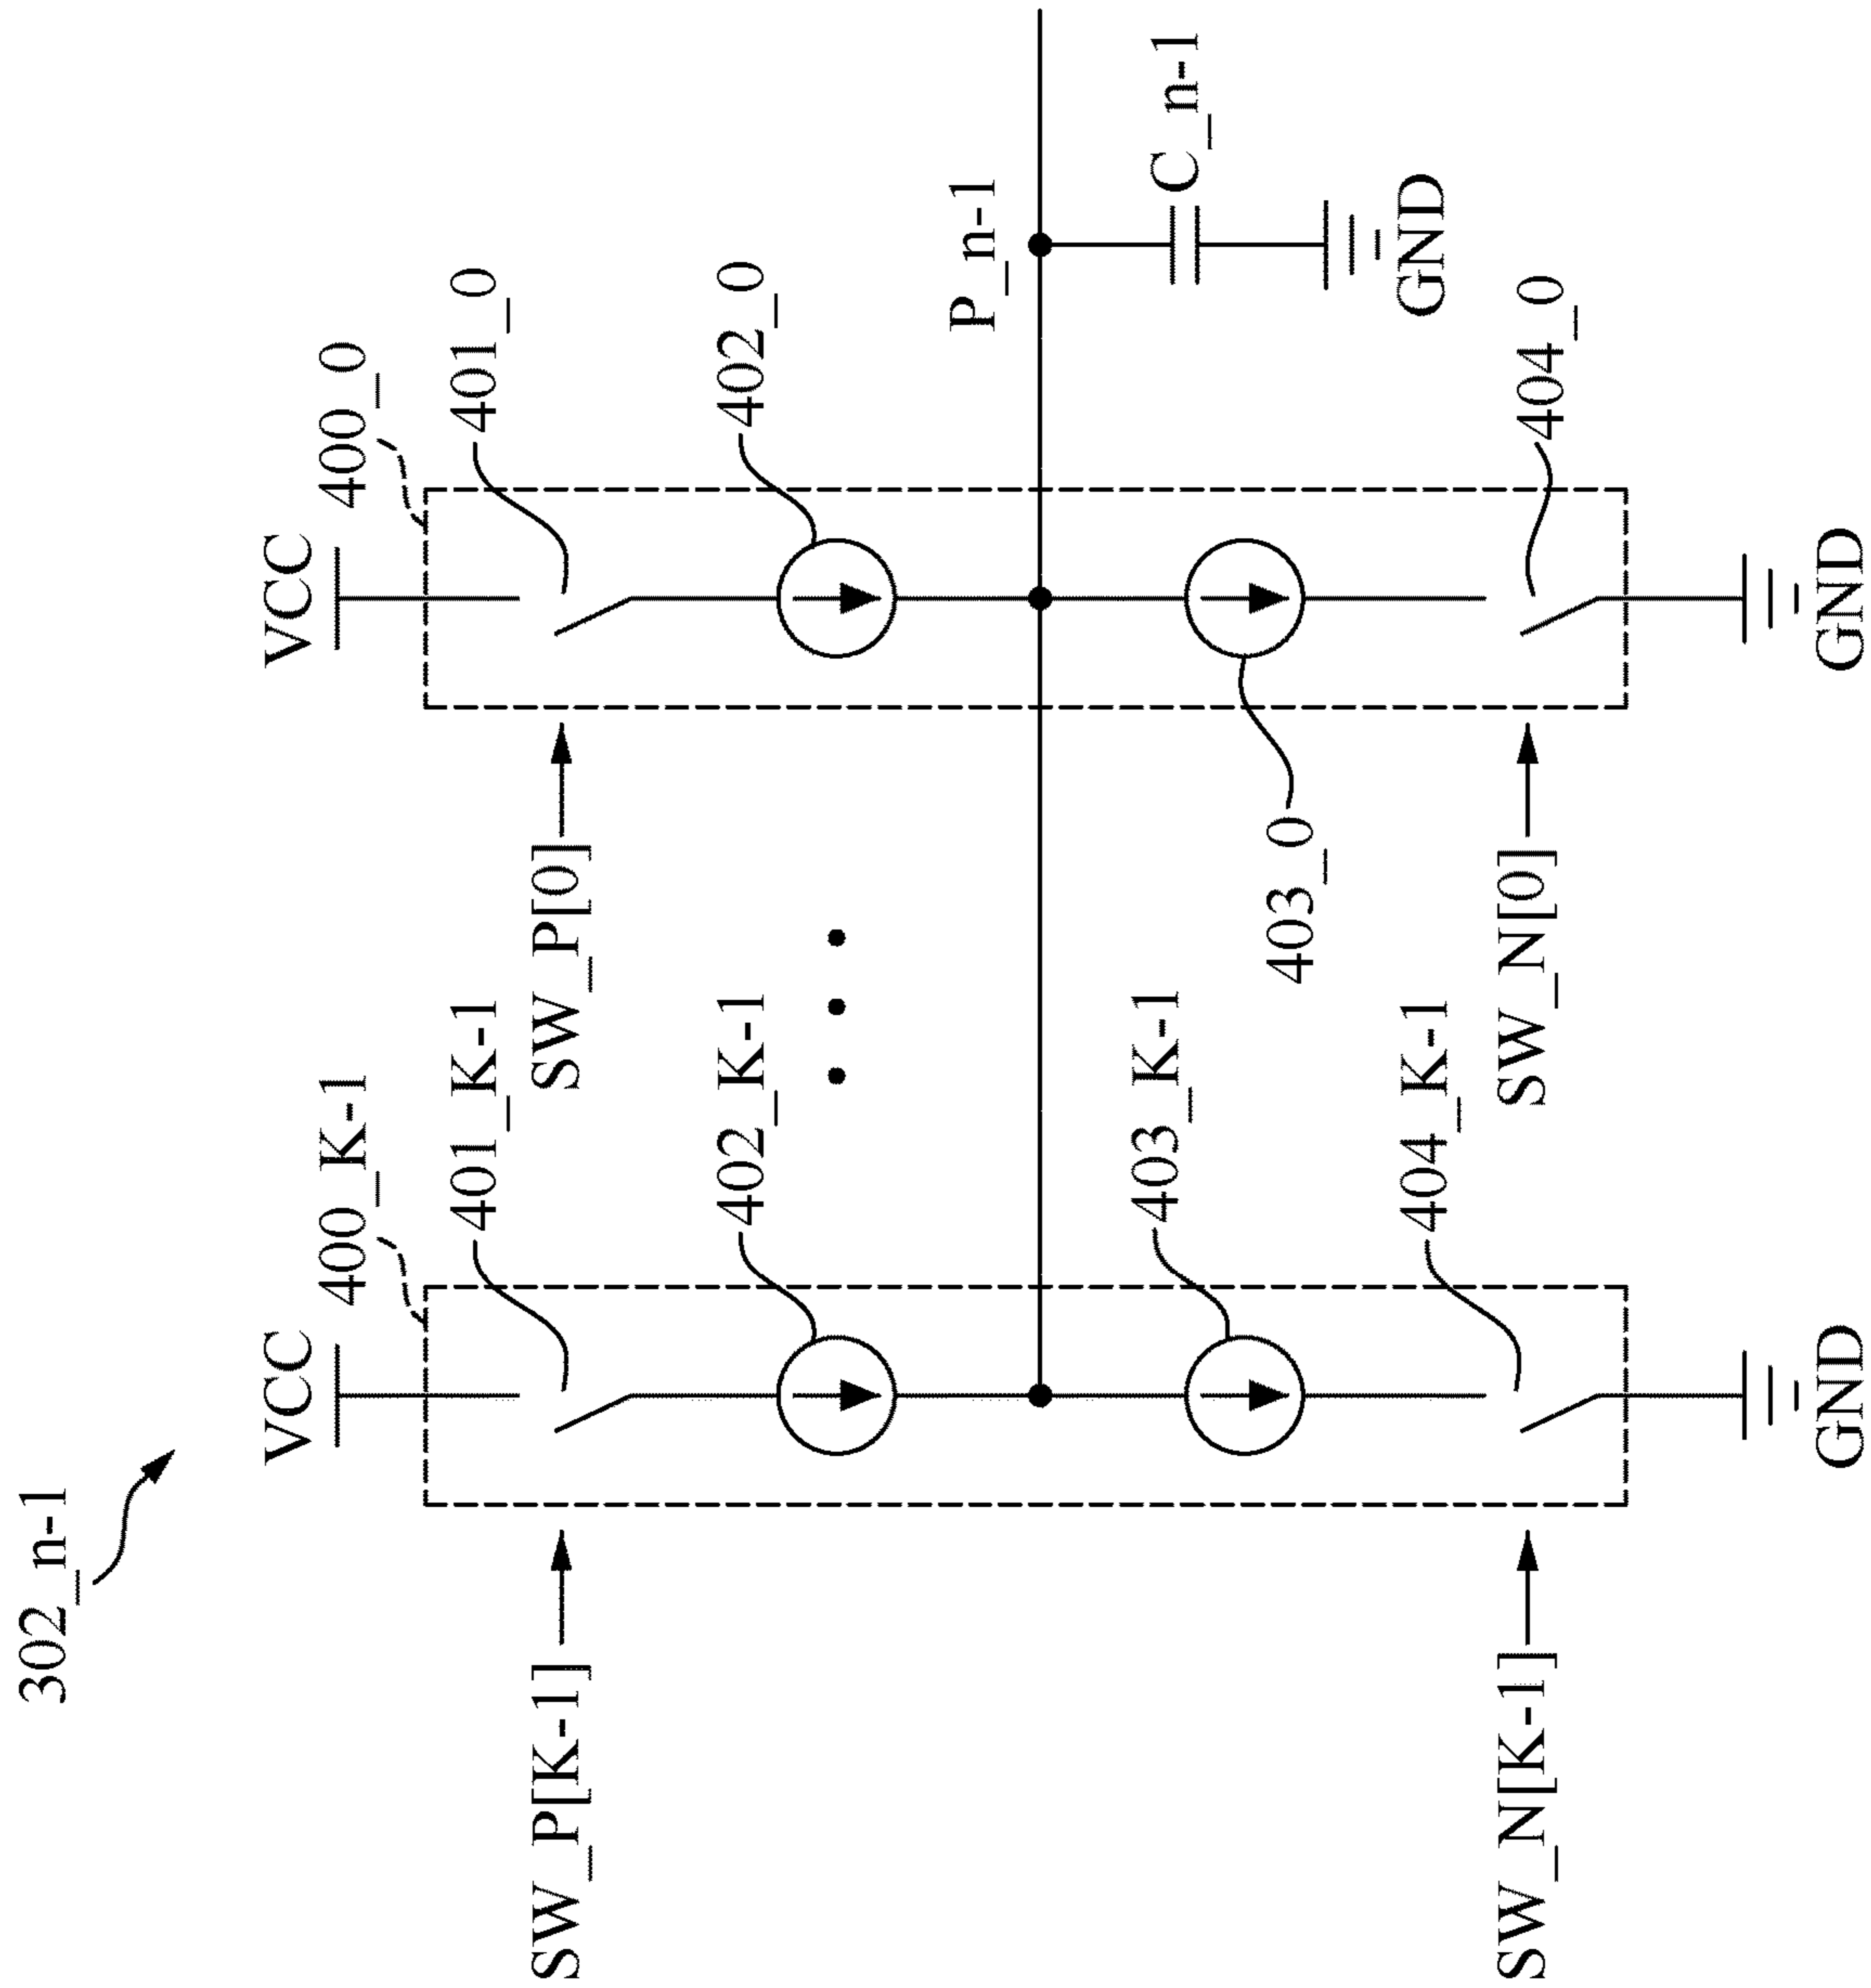 302_n-1
VCC
400_K-1
401_K-1
SW_P[K-1]
402_K-1
403_K-1
404_K-1
SW_N[K-1]
GND
VCC
400_0
401_0
SW_P[0]
402_0
403_0
404_0
SW_N[0]
GND
P_n-1
C_n-1
GND